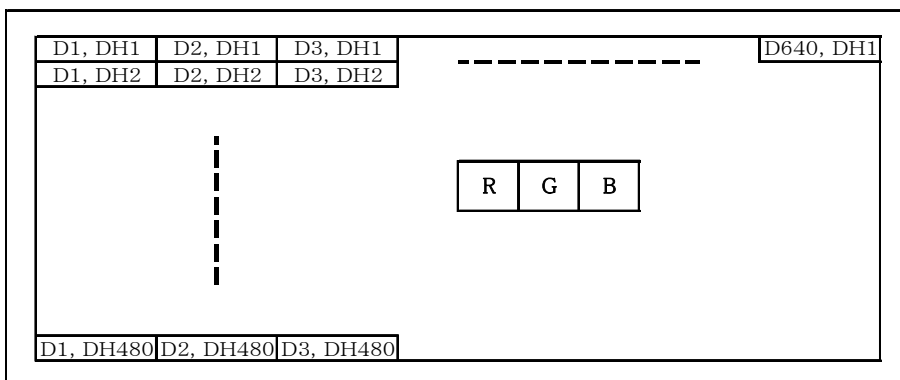 D1, DH1 D2, DH1 D3, DH1 D640, DH1
D1, DH2 D2, DH2 D3, DH2
R G B
D1, DH480 D2, DH480 D3, DH480